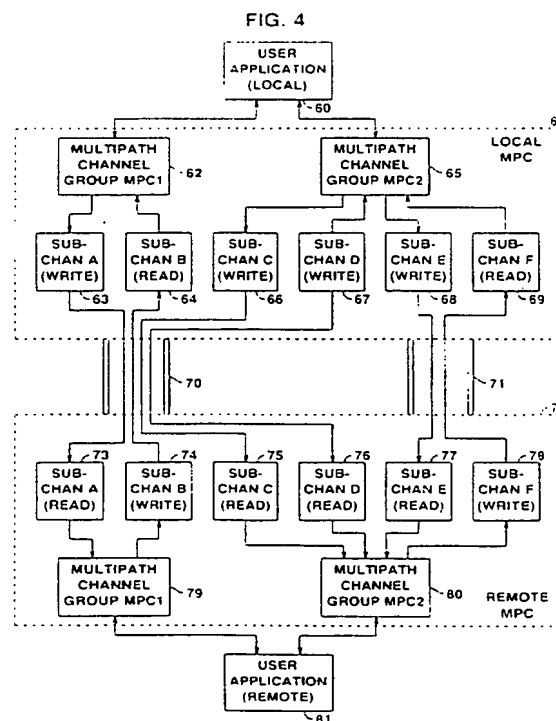 FIG. 4
USER
APPLICATION
(LOCAL)
60
6
LOCAL
MPC
MULTIPATH
CHANNEL
GROUP MPC1
62
MULTIPATH
CHANNEL
GROUP MPC2
65
SUB-
CHAN A
(WRITE)
63
SUB-
CHAN B
(READ)
64
SUB-
CHAN C
(WRITE)
66
SUB-
CHAN D
(WRITE)
67
SUB-
CHAN E
(WRITE)
68
SUB-
CHAN F
(READ)
69
70
71
7
73
SUB-
CHAN A
(READ)
74
SUB-
CHAN B
(WRITE)
75
SUB-
CHAN C
(READ)
76
SUB-
CHAN D
(READ)
77
SUB-
CHAN E
(READ)
79
SUB-
CHAN F
(WRITE)
MULTIPATH
CHANNEL
GROUP MPC1
79
MULTIPATH
CHANNEL
GROUP MPC2
80
REMOTE
MPC
USER
APPLICATION
(REMOTE)
81